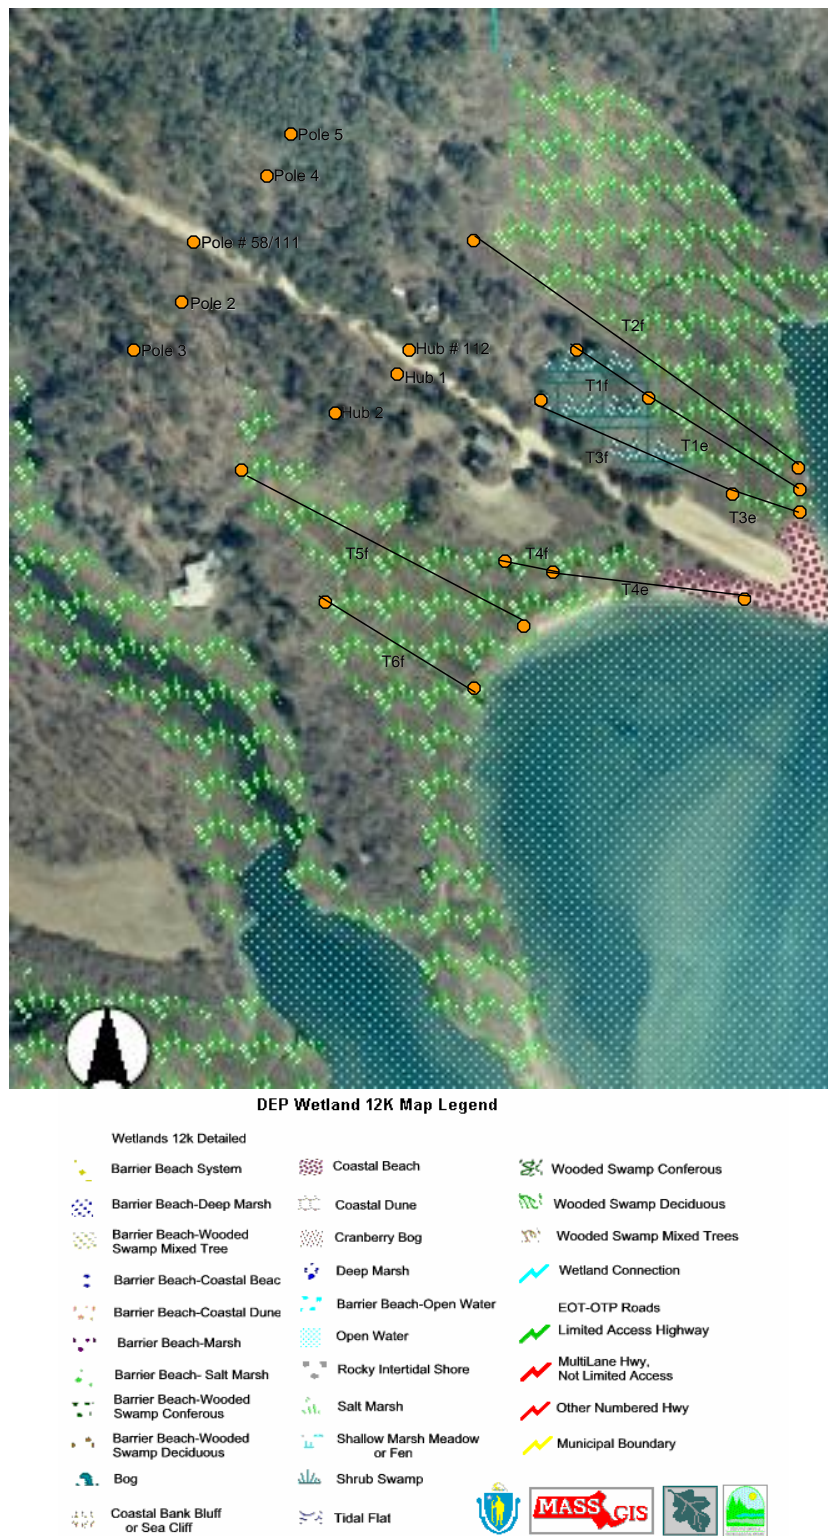 Pole 5
Pole 4
Pole # 58/111
Pole 2
T2f
Pole 3
Hub # 112
Hub 1
T1f
Hub 2
T1e
T3f
T3e
T5f
T4f
T4e
T6f
DEP Wetland 12K Map Legend
Wetlands 12k Detailed
Barrier Beach System
Barrier Beach-Deep Marsh
Barrier Beach-Wooded
Swamp Mixed Tree
Barrier Beach-Coastal Beac
Barrier Beach-Coastal Dune
Barrier Beach-Marsh
Barrier Beach- Salt Marsh
Barrier Beach-Wooded
Swamp Conferous
Barrier Beach-Wooded
Swamp Deciduous
Bog
Coastal Bank Bluff
or Sea Cliff
Coastal Beach
Coastal Dune
Cranberry Bog
Deep Marsh
Barrier Beach-Open Water
Open Water
Rocky Intertidal Shore
Salt Marsh
Shallow Marsh Meadow
or Fen
Shrub Swamp
Tidal Flat
Wooded Swamp Conferous
Wooded Swamp Deciduous
Wooded Swamp Mixed Trees
Wetland Connection
EOT-OTP Roads
Limited Access Highway
MultiLane Hwy,
Not Limited Access
Other Numbered Hwy
Municipal Boundary
MASS GIS